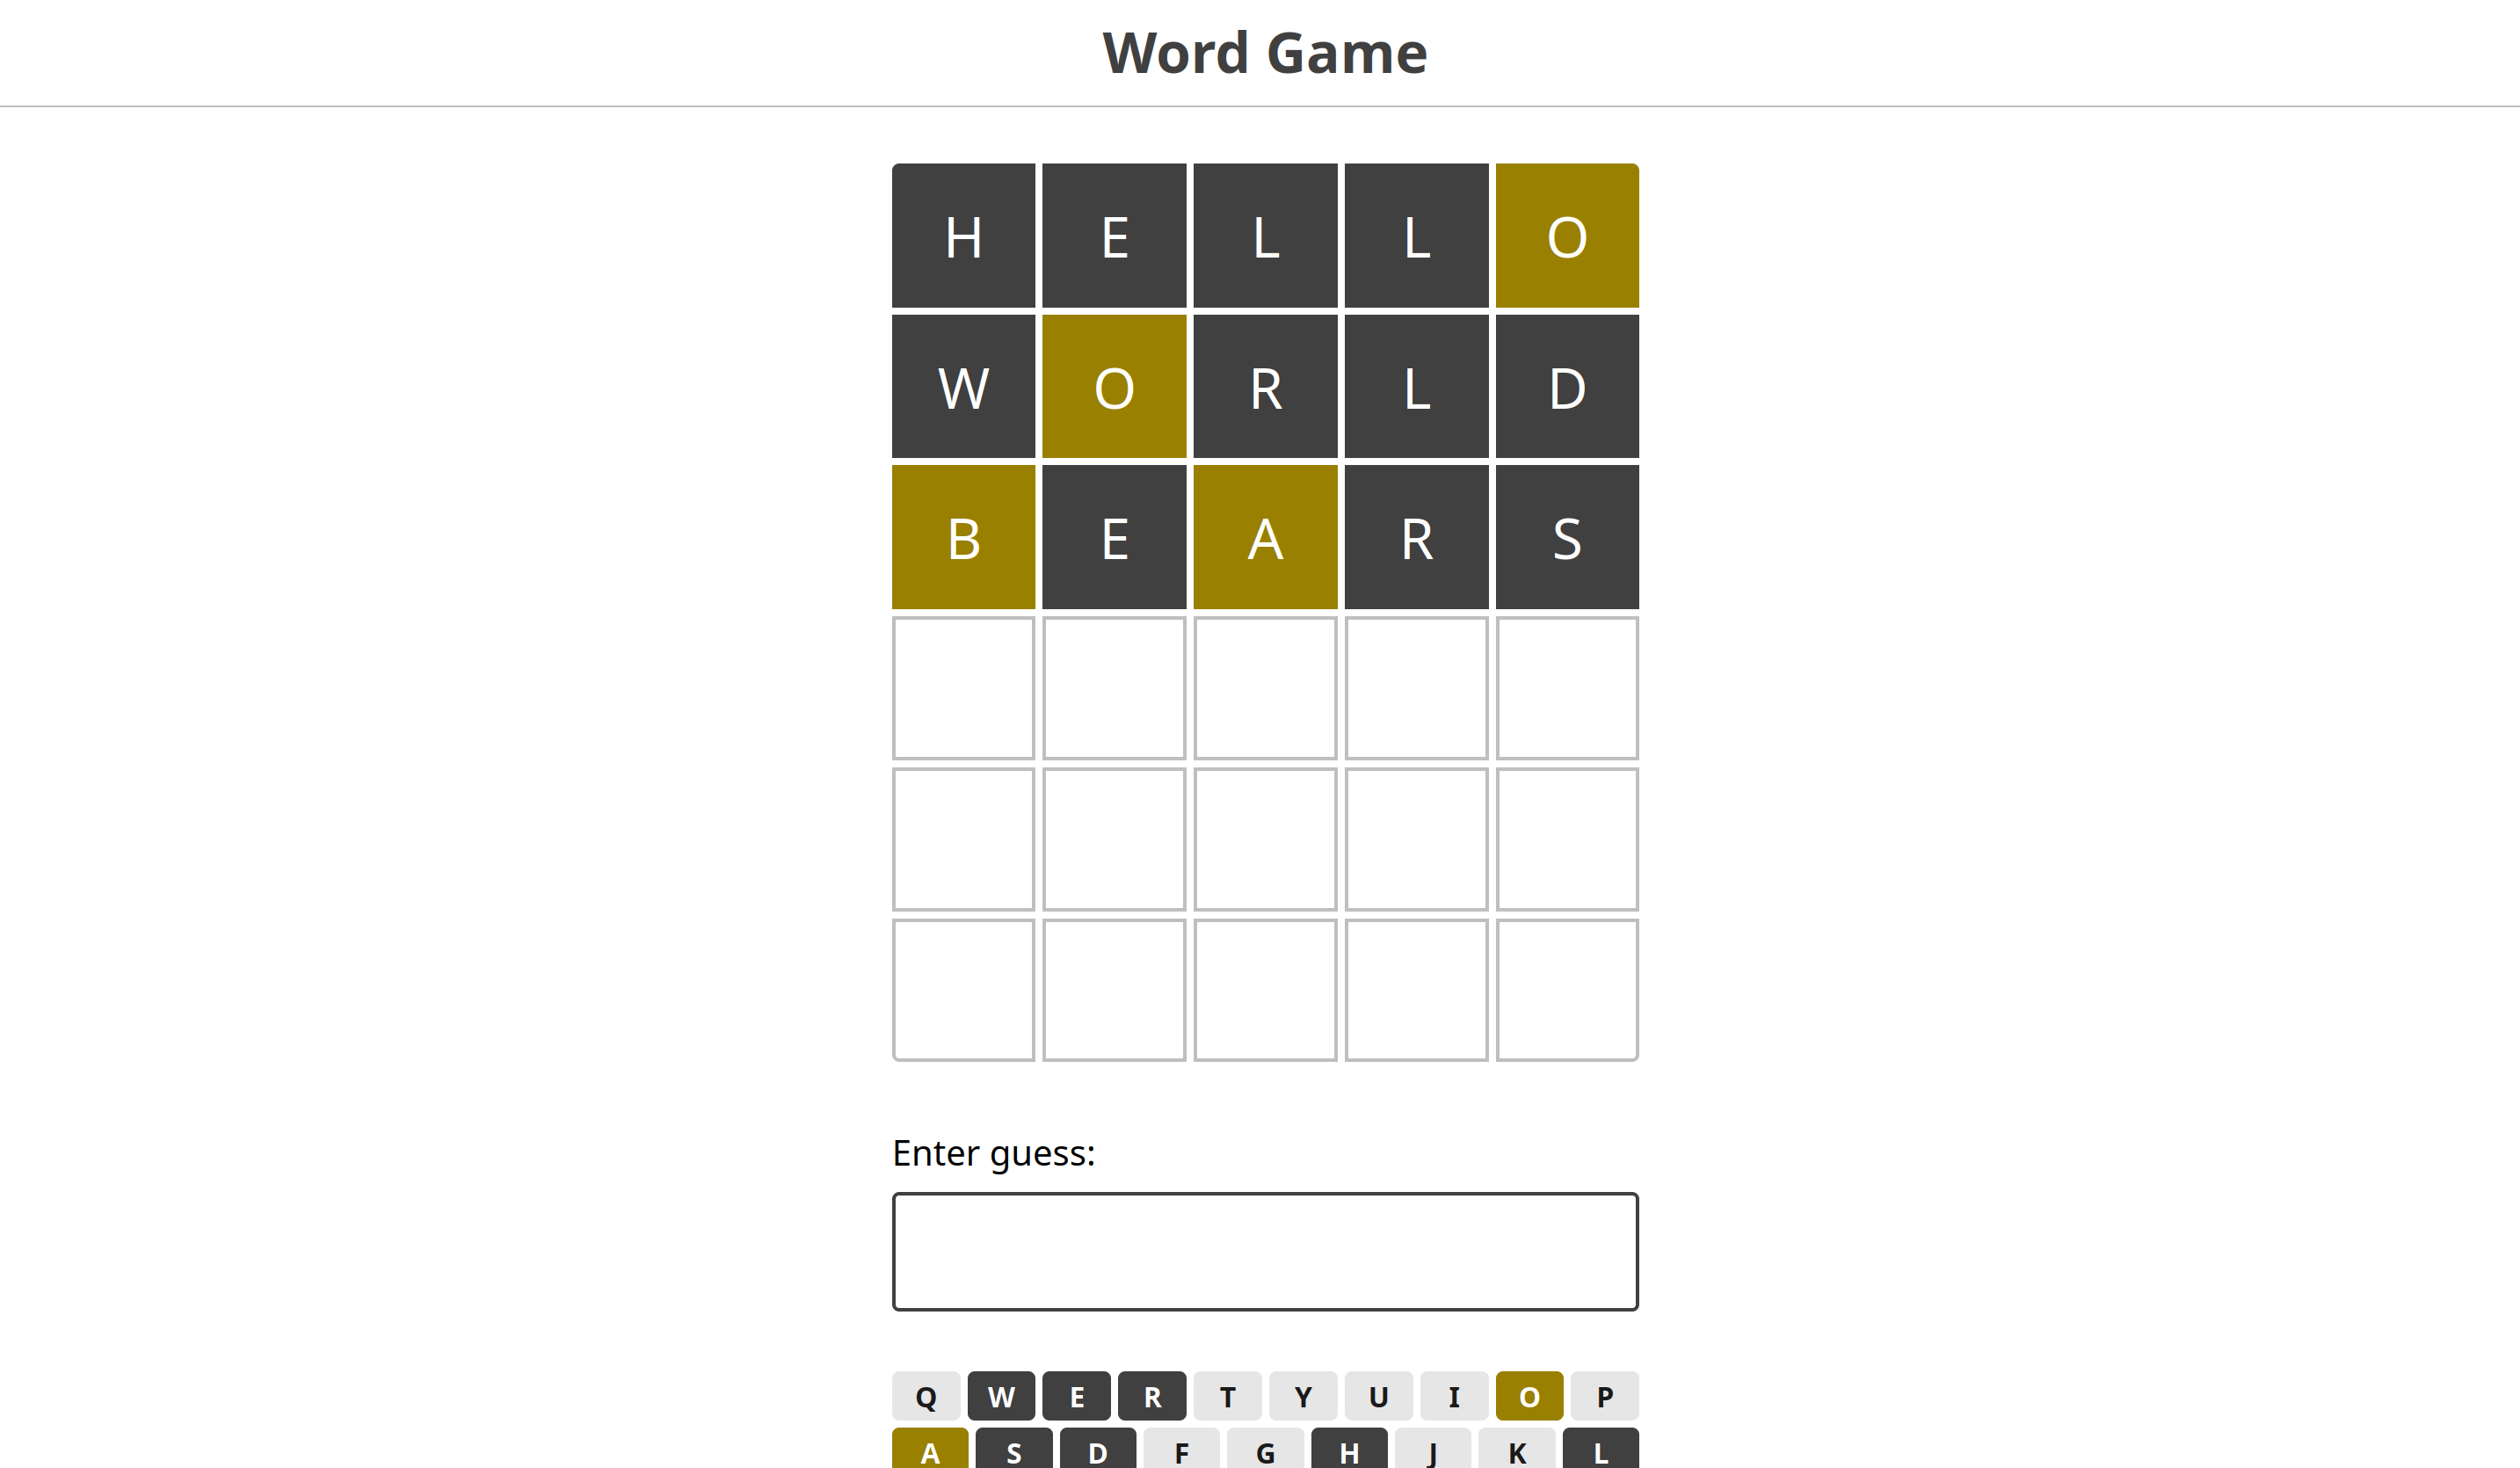 Word Game
H E L L O
W O R L D
B E A R S
Enter guess:
Q W E R T Y U I O P
A S D F G H J K L